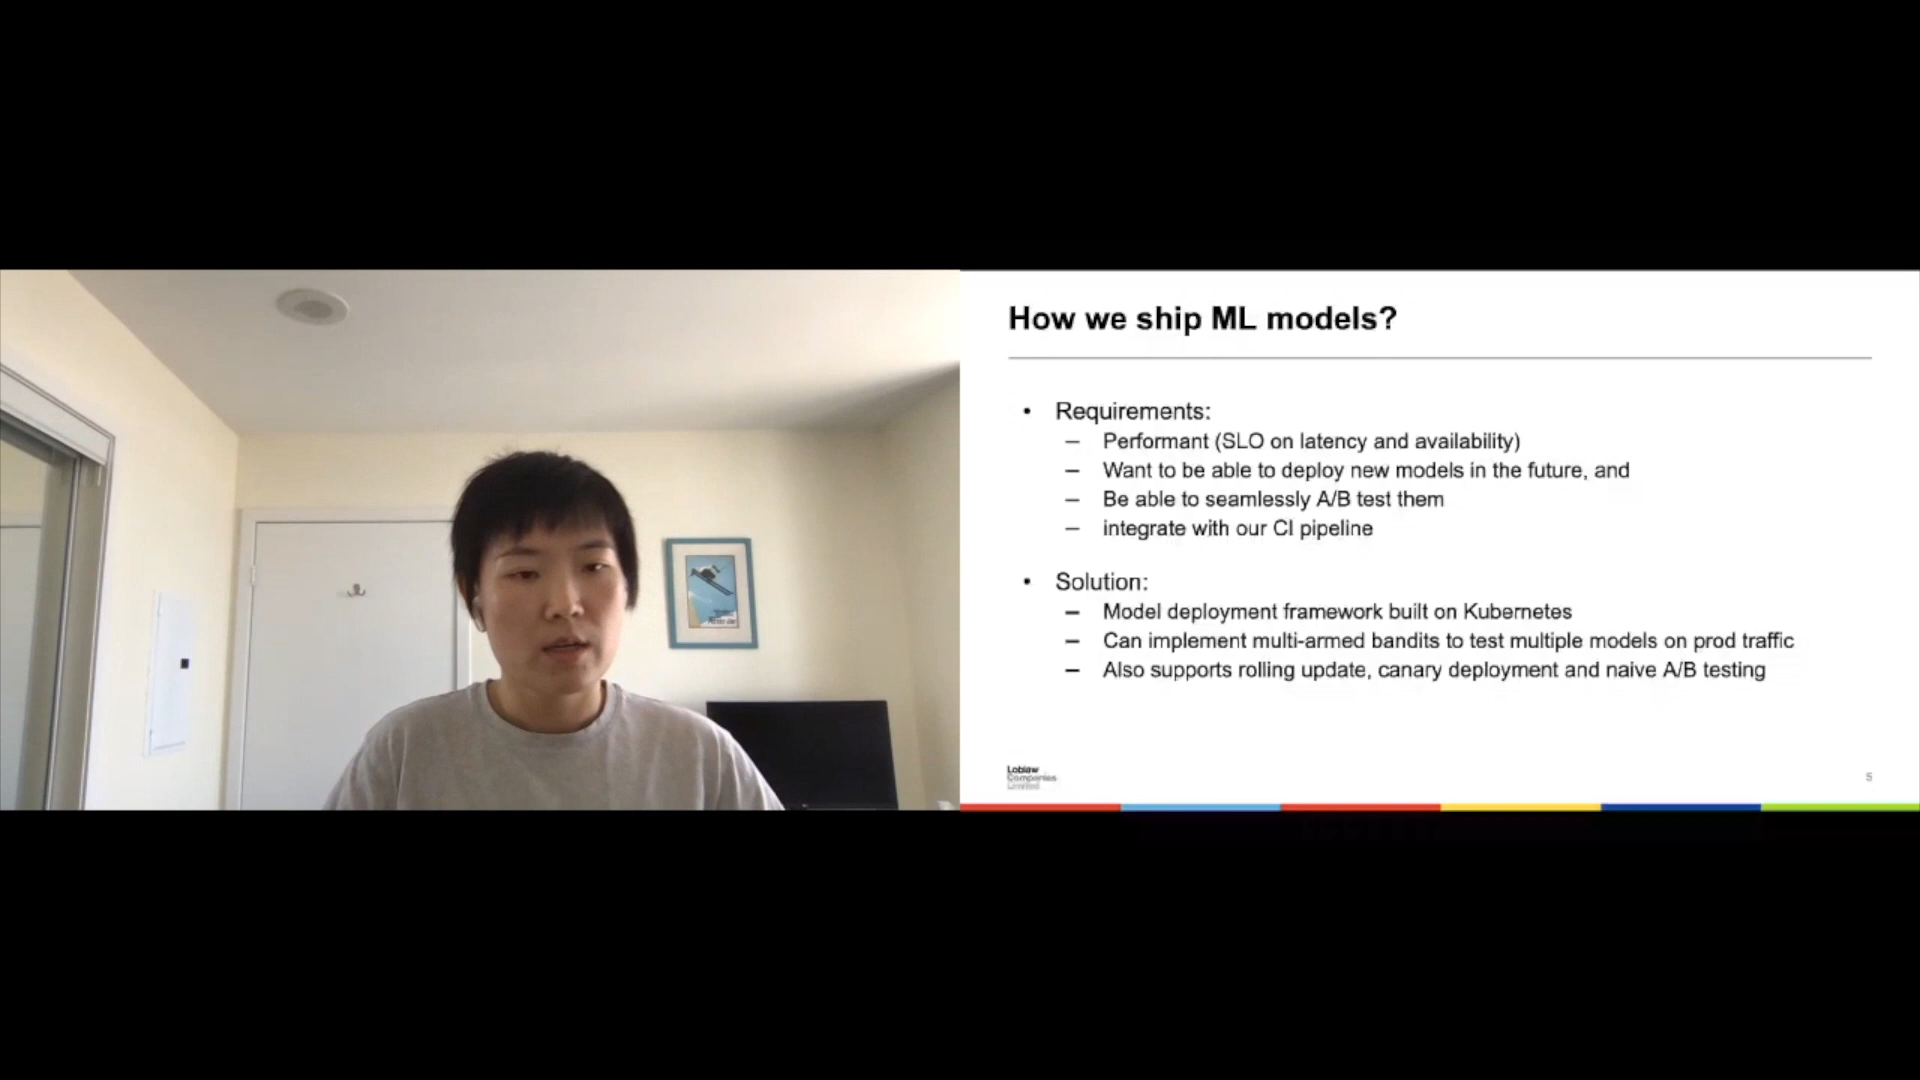 How we ship ML models?
• Requirements:
– Performant (SLO on latency and availability)
– Want to be able to deploy new models in the future, and
– Be able to seamlessly A/B test them
– integrate with our CI pipeline
• Solution:
– Model deployment framework built on Kubernetes
– Can implement multi-armed bandits to test multiple models on prod traffic
– Also supports rolling update, canary deployment and naive A/B testing
Loblaw
Companies
Limited
5